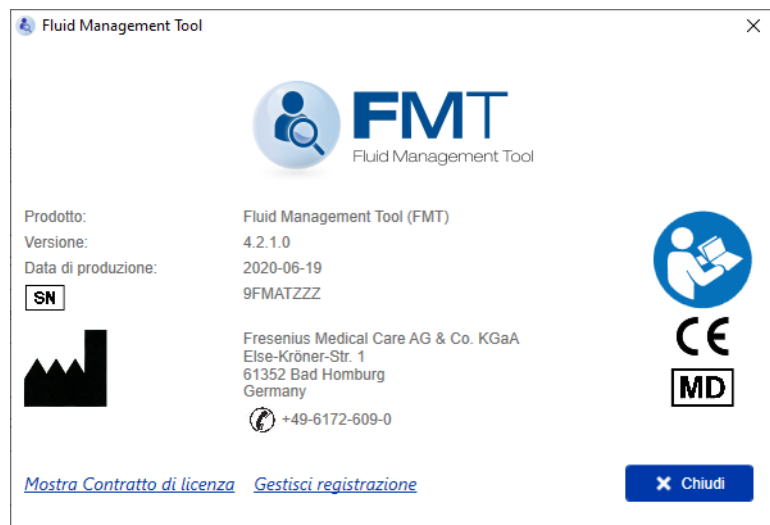 Fluid Management Tool
FMT
Fluid Management Tool
Prodotto: Fluid Management Tool (FMT)
Versione: 4.2.1.0
Data di produzione: 2020-06-19
SN 9FMATZZZ
Fresenius Medical Care AG & Co. KGaA
Else-Kröner-Str. 1
61352 Bad Homburg
Germany
+49-6172-609-0
CE
MD
Mostra Contratto di licenza Gestisci registrazione
Chiudi